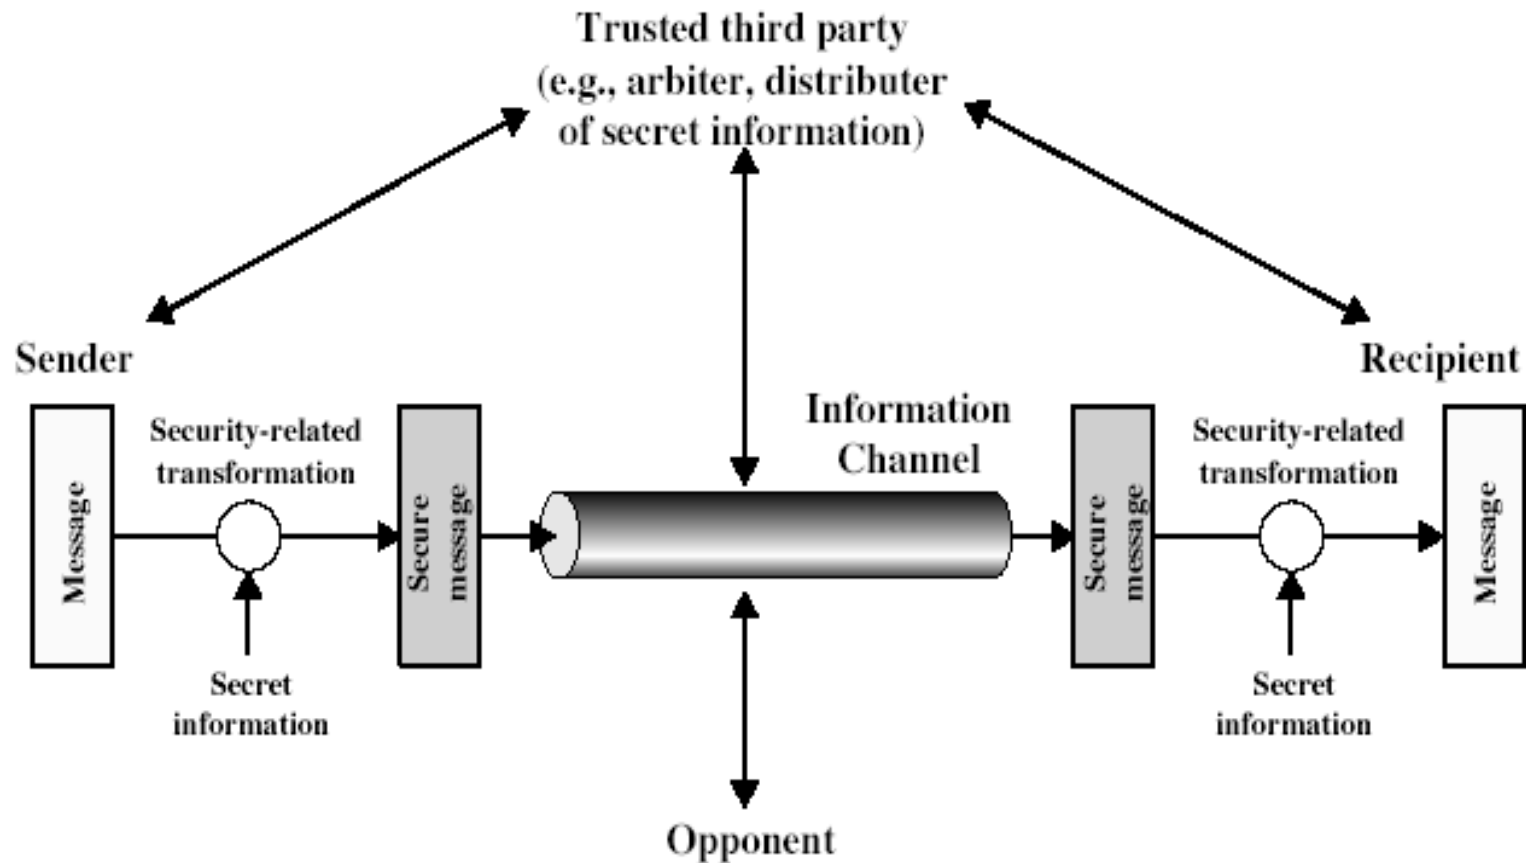 Trusted third party
(e.g., arbiter, distributer
of secret information)
Sender
Recipient
Message
Security-related
transformation
Secret
information
Secure
message
Information
Channel
Secure
message
Security-related
transformation
Secret
information
Message
Opponent